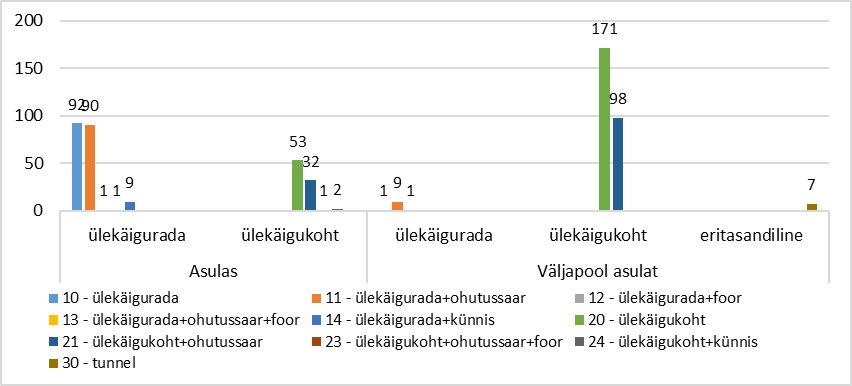 200
171
150
98
100
92 90
53
50
32
1 1 9
1 2
1 9 1
7
0
ülekäigurada ülekäigukoht ülekäigurada ülekäigukoht eritasandiline
Asulas Väljapool asulat
10 - ülekäigurada 11 - ülekäigurada+ohutussaar 12 - ülekäigurada+foor
13 - ülekäigurada+ohutussaar+foor 14 - ülekäigurada+künnis 20 - ülekäigukoht
21 - ülekäigukoht+ohutussaar 23 - ülekäigukoht+ohutussaar+foor 24 - ülekäigukoht+künnis
30 - tunnel